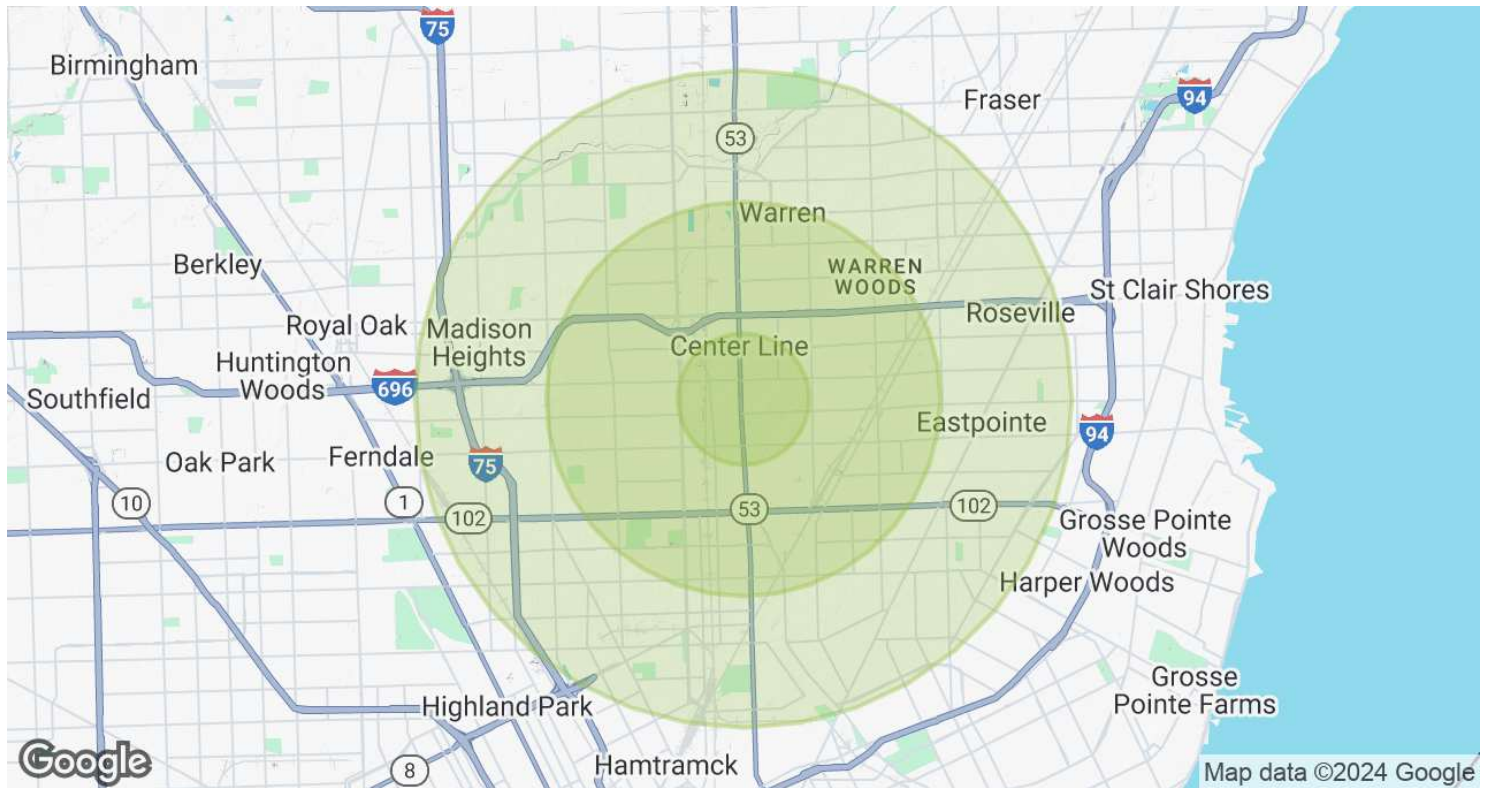 75
Birmingham
Fraser
94
53
Warren
Berkley
WARREN
WOODS
St Clair Shores
Roseville
Royal Oak
Madison
Heights
Center Line
Huntington
Woods
696
Southfield
Eastpointe
94
Ferndale
Oak Park
75
10
1
102
53
102
Grosse Pointe
Woods
Harper Woods
Grosse
Pointe Farms
Highland Park
Hamtramck
8
Google
Map data ©2024 Google